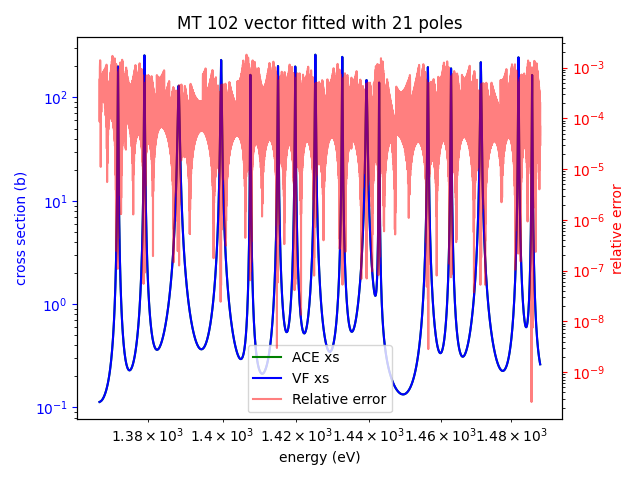 MT 102 vector fitted with 21 poles
10²
10¹
10⁰
10⁻¹
cross section (b)
10⁻³
10⁻⁴
10⁻⁵
10⁻⁶
10⁻⁷
10⁻⁸
10⁻⁹
relative error
ACE xs
VF xs
Relative error
1.38 × 10³ 1.4 × 10³ 1.42 × 10³ 1.44 × 10³ 1.46 × 10³ 1.48 × 10³
energy (eV)